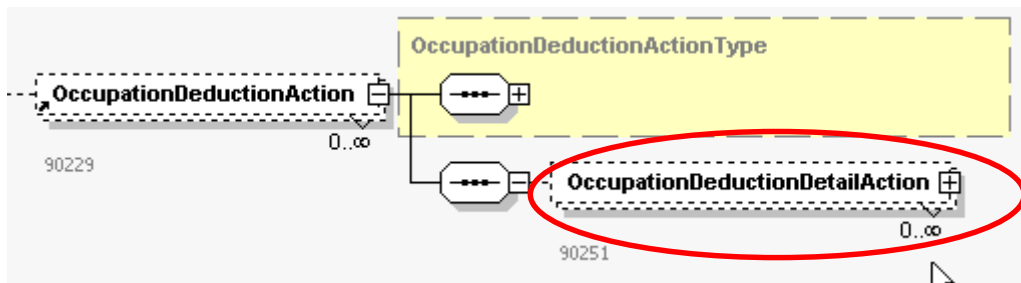 OccupationDeductionActionType
OccupationDeductionAction
0..∞
90229
OccupationDeductionDetailAction
0..∞
90251